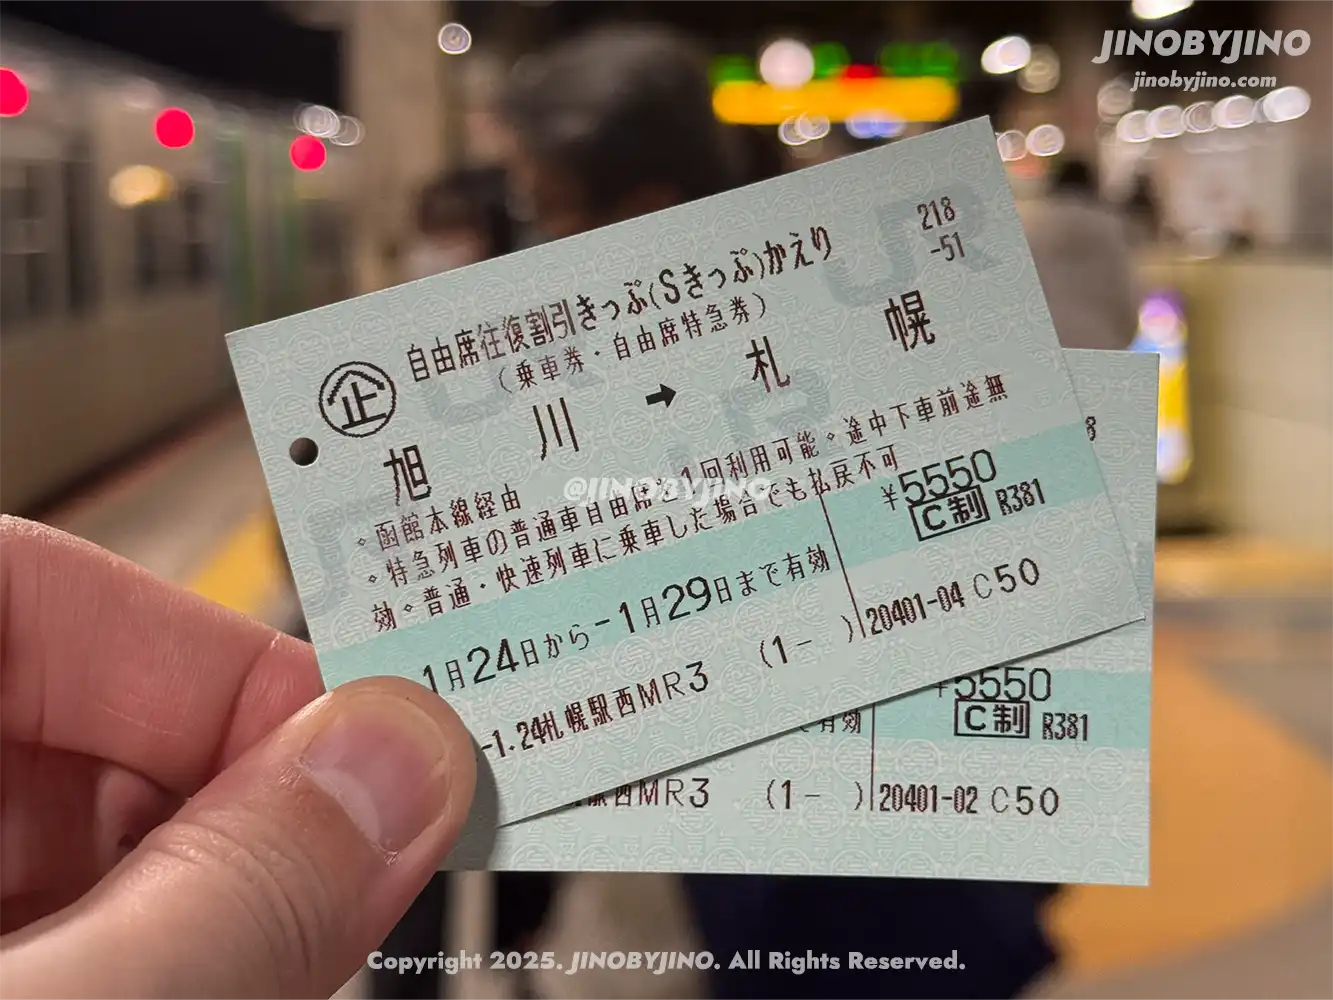 JINOBYJINO
jinobyjino.com
218
-51
企
自由席往復割引きっぷ(Sきっぷ)かえり
(乗車券・自由席特急券)
旭川 → 札幌
・函館本線経由
・特急列車の普通車自由席を1回利用可能。途中下車前途無
効。普通・快速列車に乗車した場合でも払戻不可
@JINOBYJINO
¥5550
C制 R381
1月24日から-1月29日まで有効
-1.24札幌駅西MR3 (1- ) 20401-04 C50
8
¥5550
有効 C制 R381
駅西MR3 (1- ) 20401-02 C50
Copyright 2025. JINOBYJINO. All Rights Reserved.